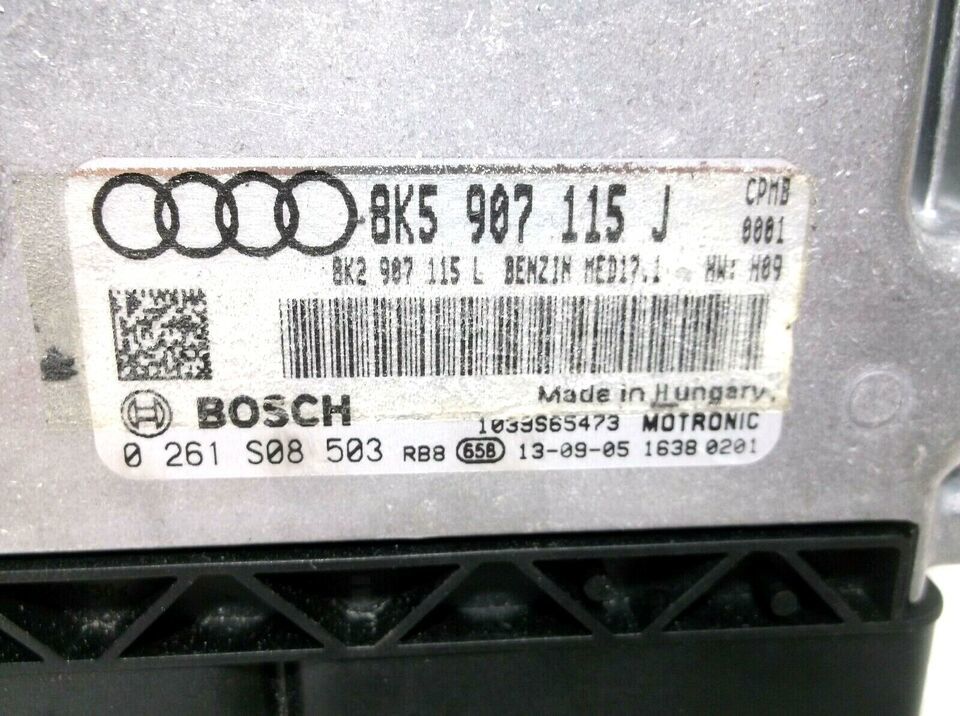 8K5 907 115 J CPMB
0001
8K2 907 115 L BENZIN MED17.1 HW: H09
BOSCH Made in Hungary
1039S65473 MOTRONIC
0 261 S08 503 RB8 658 13-09-05 1638 0201